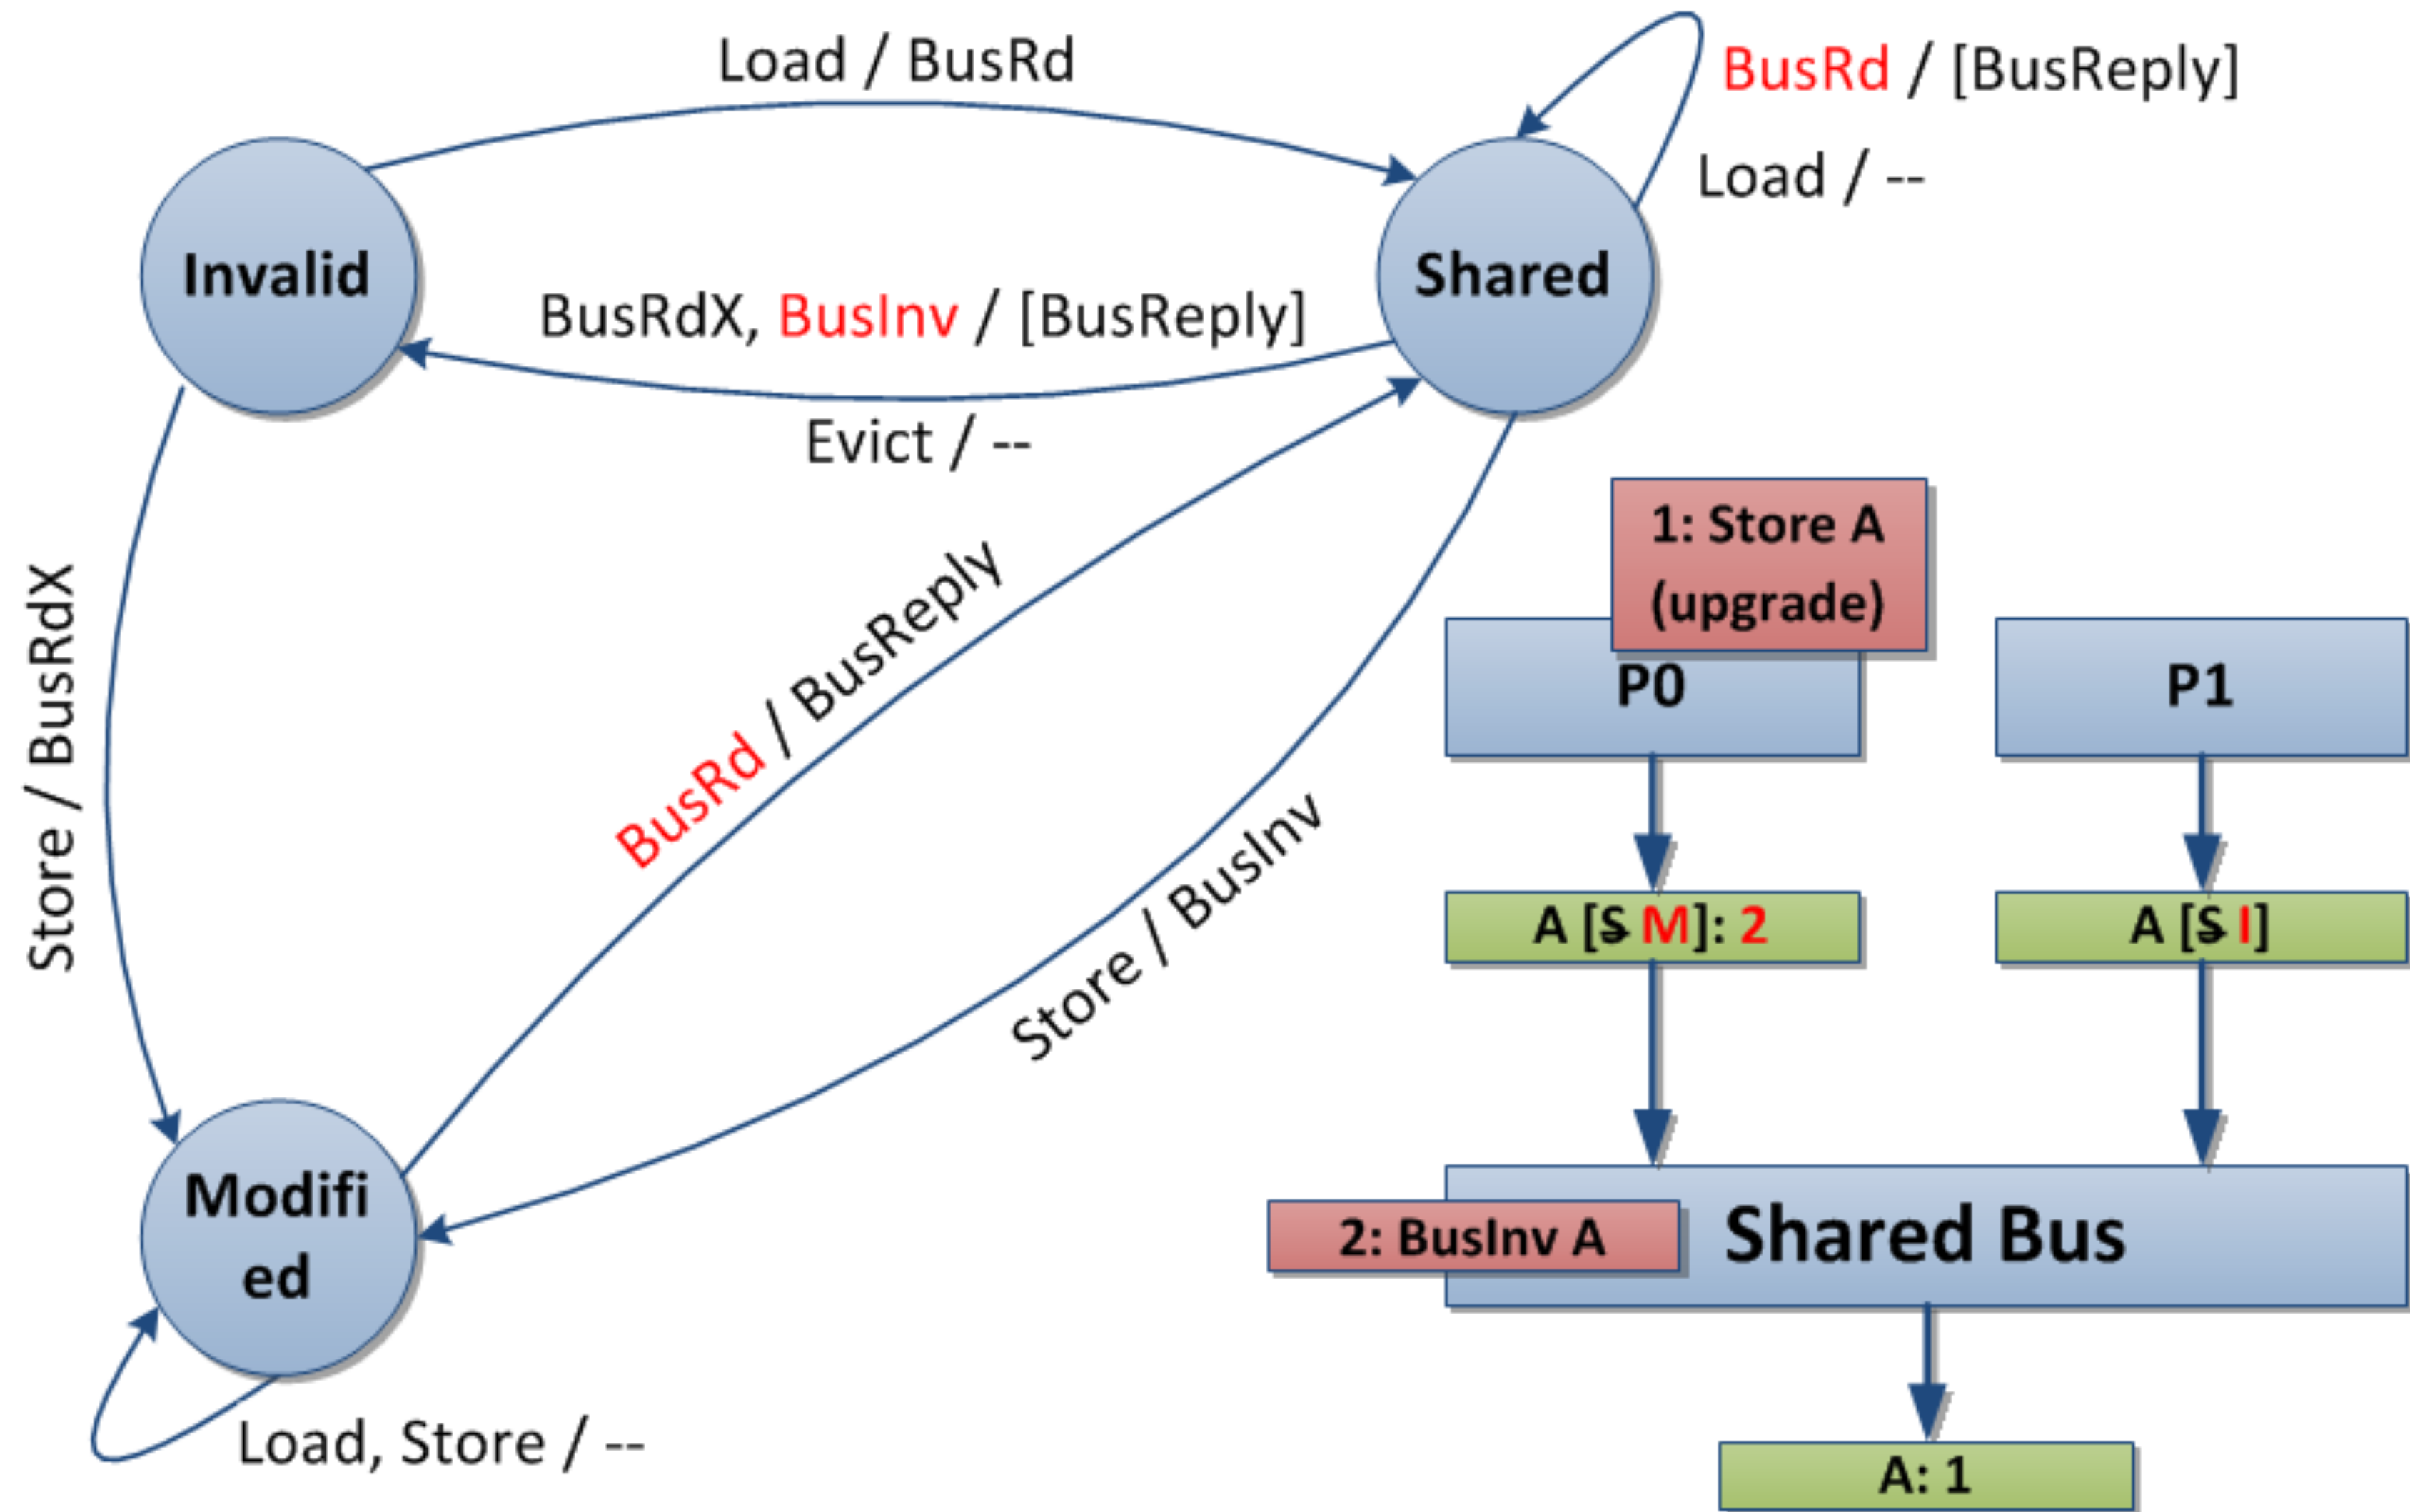 Load / BusRd
BusRd / [BusReply]
Load / --
Invalid
Shared
BusRdX, BusInv / [BusReply]
Evict / --
Store / BusRdX
BusRd / BusReply
Store / BusInv
Modifi
ed
Load, Store / --
1: Store A
(upgrade)
P0
P1
A [S M]: 2
A [S I]
2: BusInv A
Shared Bus
A: 1